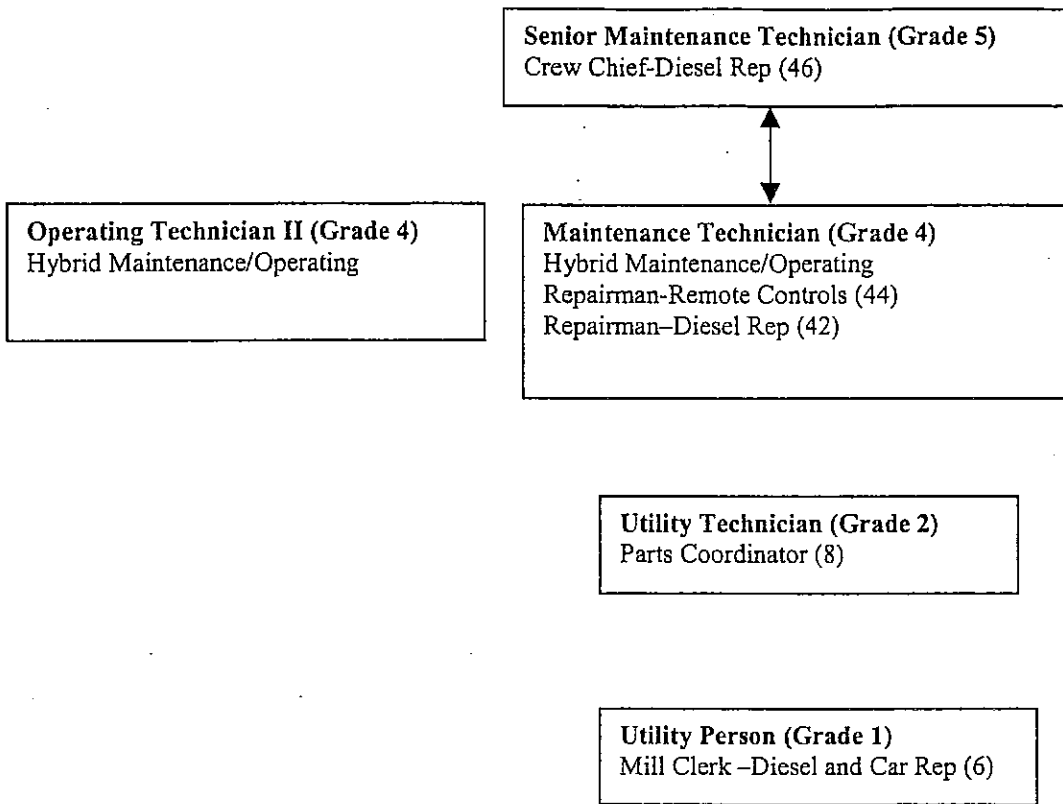 Senior Maintenance Technician (Grade 5)
Crew Chief-Diesel Rep (46)
Operating Technician II (Grade 4)
Hybrid Maintenance/Operating
Maintenance Technician (Grade 4)
Hybrid Maintenance/Operating
Repairman-Remote Controls (44)
Repairman–Diesel Rep (42)
Utility Technician (Grade 2)
Parts Coordinator (8)
Utility Person (Grade 1)
Mill Clerk –Diesel and Car Rep (6)